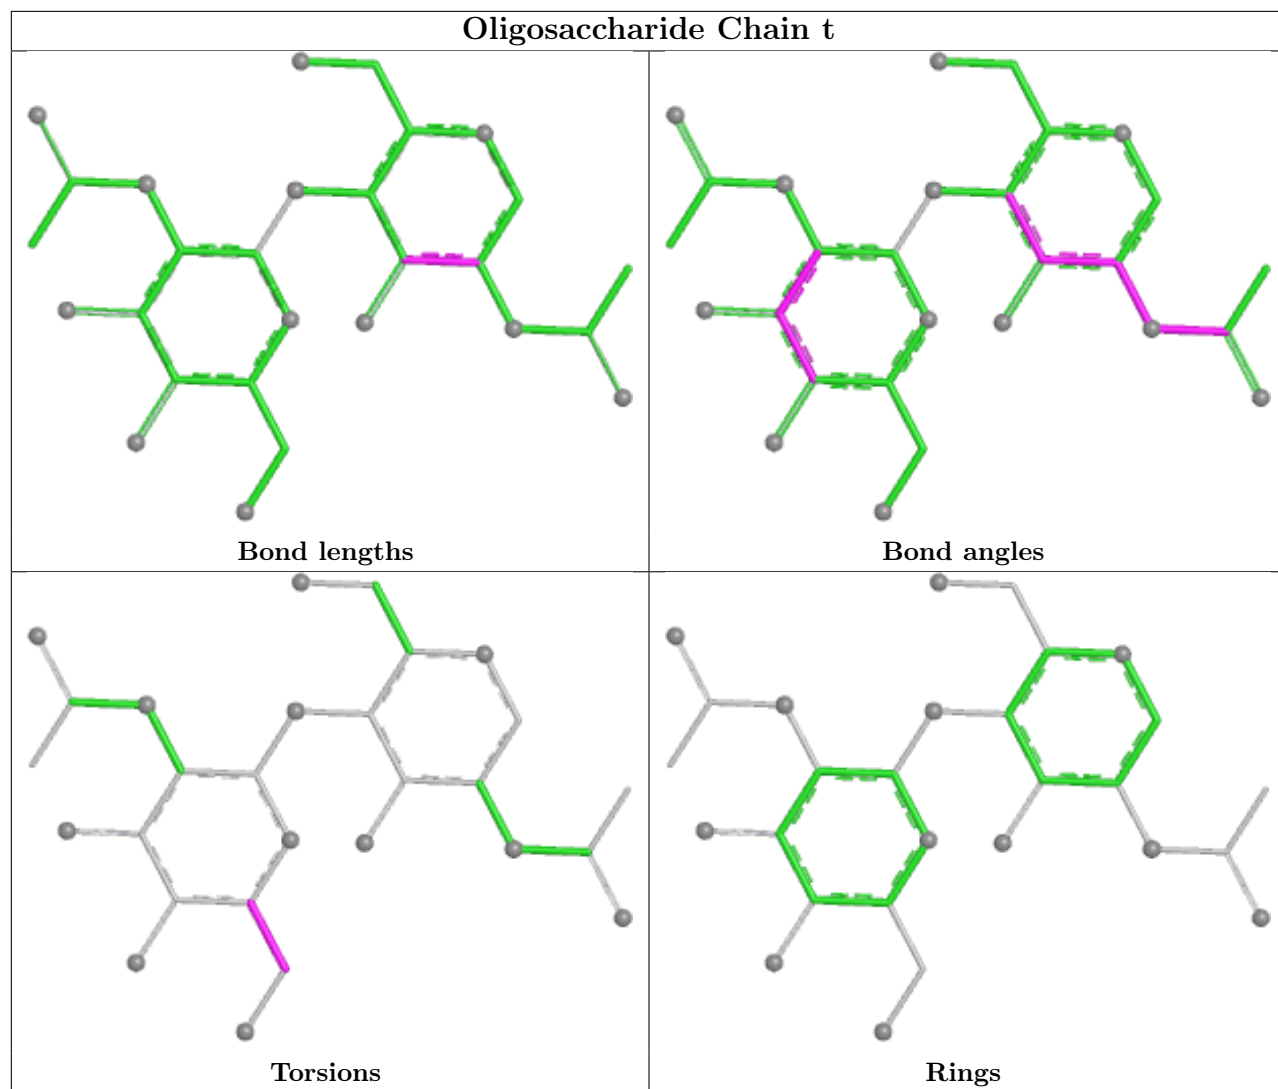 Oligosaccharide Chain t
Bond lengths
Bond angles
Torsions
Rings